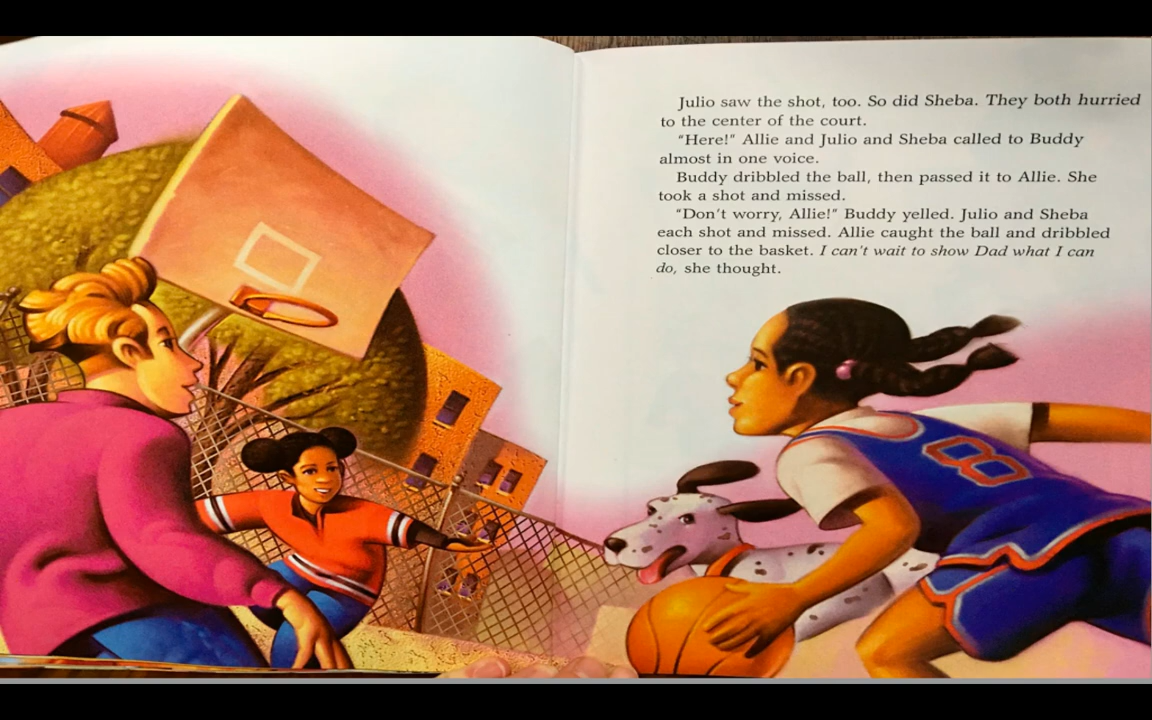 Julio saw the shot, too. So did Sheba. They both hurried
to the center of the court.
"Here!" Allie and Julio and Sheba called to Buddy
almost in one voice.
Buddy dribbled the ball, then passed it to Allie. She
took a shot and missed.
"Don't worry, Allie!" Buddy yelled. Julio and Sheba
each shot and missed. Allie caught the ball and dribbled
closer to the basket. I can't wait to show Dad what I can
do, she thought.
8